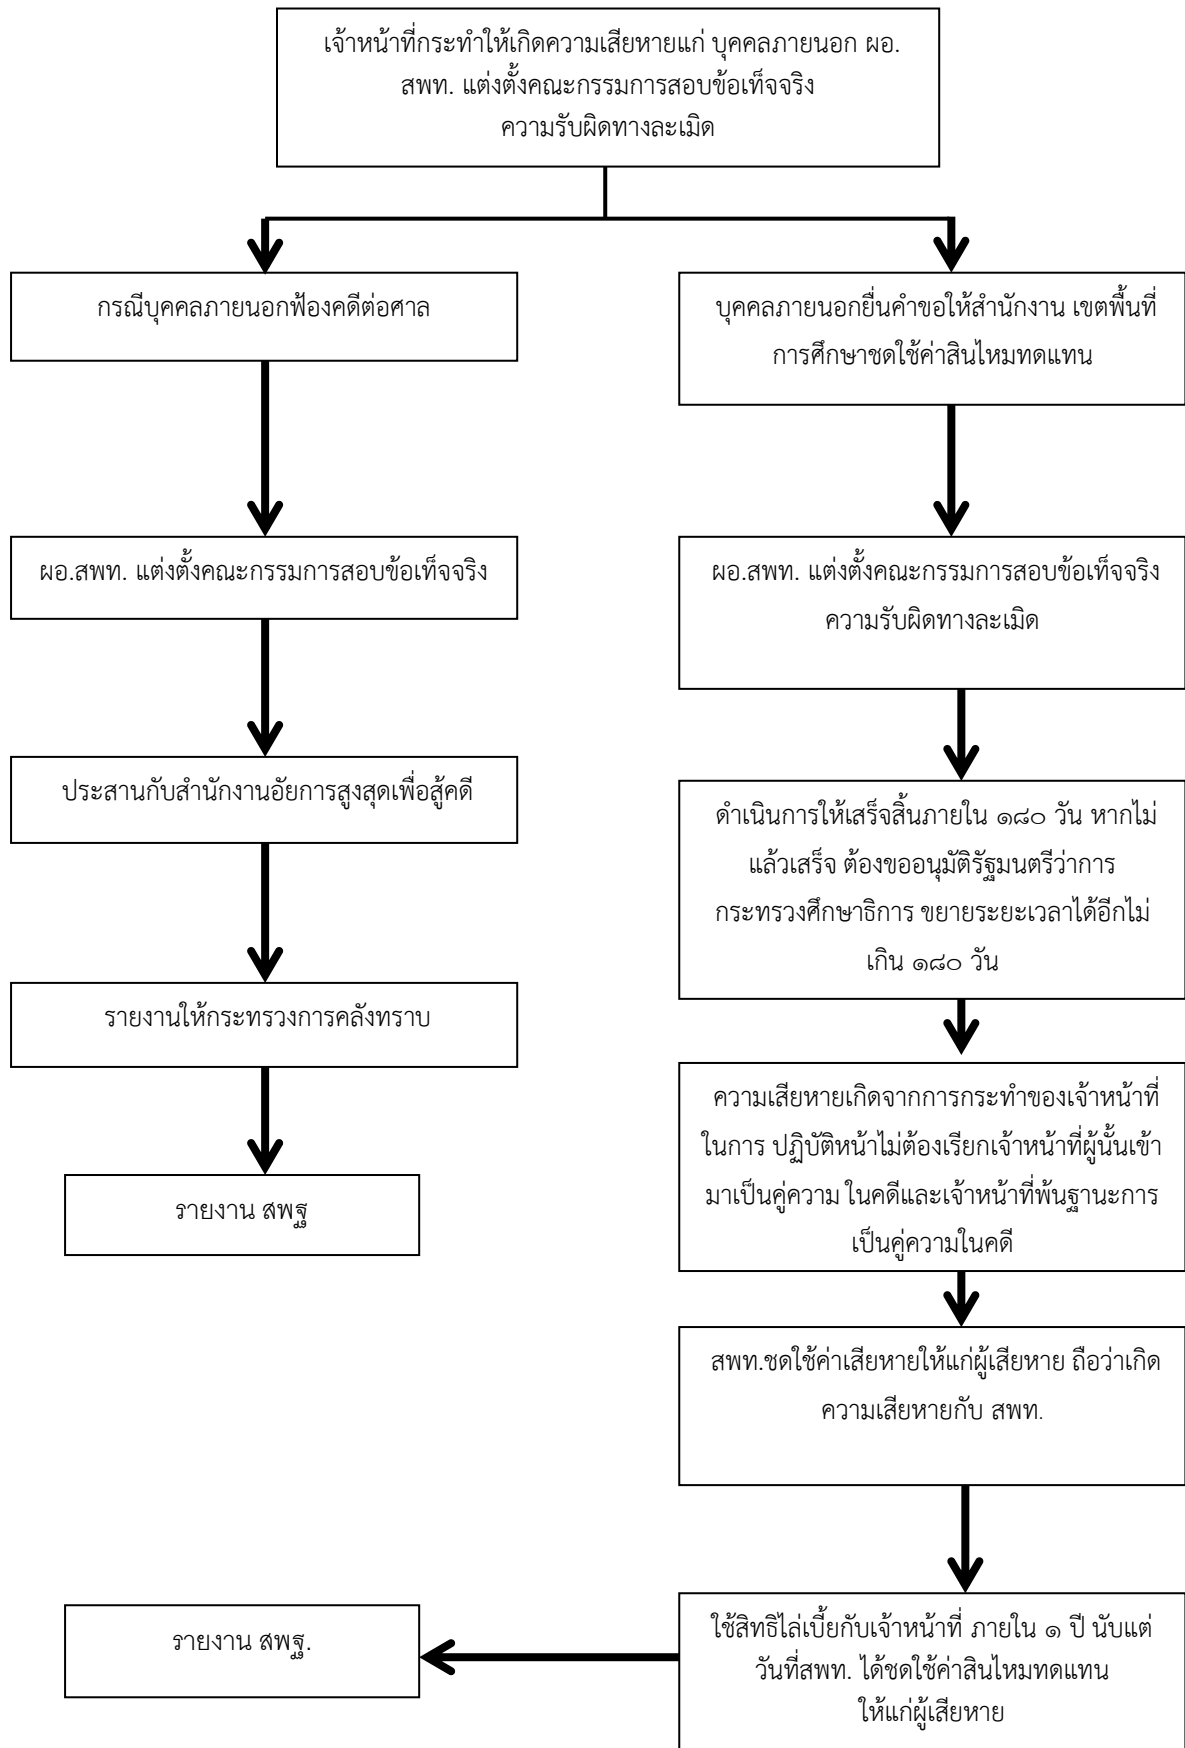 เจ้าหน้าที่กระทำให้เกิดความเสียหายแก่ บุคคลภายนอก ผอ.
สพท. แต่งตั้งคณะกรรมการสอบข้อเท็จจริง
ความรับผิดทางละเมิด
กรณีบุคคลภายนอกฟ้องคดีต่อศาล
ผอ.สพท. แต่งตั้งคณะกรรมการสอบข้อเท็จจริง
ประสานกับสำนักงานอัยการสูงสุดเพื่อสู้คดี
รายงานให้กระทรวงการคลังทราบ
รายงาน สพฐ
บุคคลภายนอกยื่นคำขอให้สำนักงาน เขตพื้นที่
การศึกษาชดใช้ค่าสินไหมทดแทน
ผอ.สพท. แต่งตั้งคณะกรรมการสอบข้อเท็จจริง
ความรับผิดทางละเมิด
ดำเนินการให้เสร็จสิ้นภายใน ๑๘๐ วัน หากไม่
แล้วเสร็จ ต้องขออนุมัติรัฐมนตรีว่าการ
กระทรวงศึกษาธิการ ขยายระยะเวลาได้อีกไม่
เกิน ๑๘๐ วัน
ความเสียหายเกิดจากการกระทำของเจ้าหน้าที่
ในการ ปฏิบัติหน้าไม่ต้องเรียกเจ้าหน้าที่ผู้นั้นเข้า
มาเป็นคู่ความ ในคดีและเจ้าหน้าที่พ้นฐานะการ
เป็นคู่ความในคดี
สพท.ชดใช้ค่าเสียหายให้แก่ผู้เสียหาย ถือว่าเกิด
ความเสียหายกับ สพท.
ใช้สิทธิไล่เบี้ยกับเจ้าหน้าที่ ภายใน ๑ ปี นับแต่
วันที่สพท. ได้ชดใช้ค่าสินไหมทดแทน
ให้แก่ผู้เสียหาย
รายงาน สพฐ.